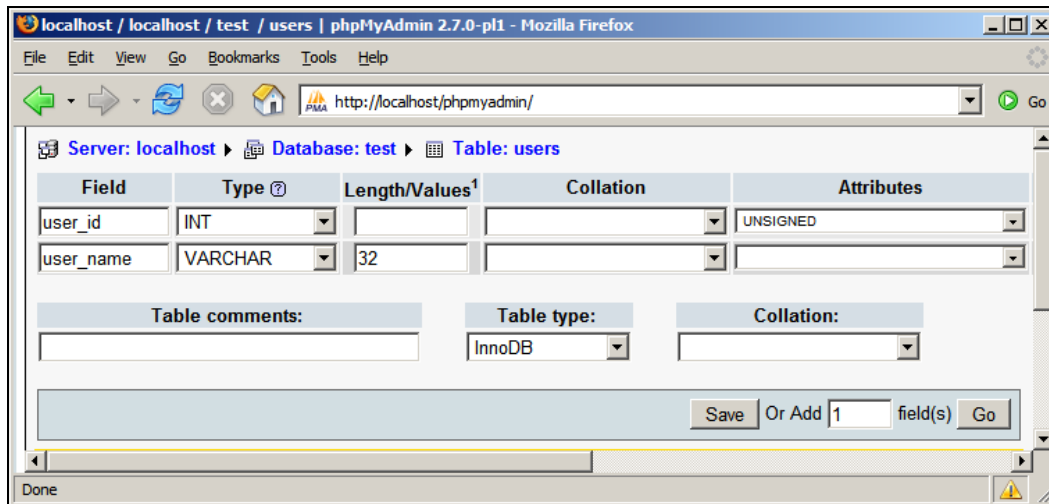 localhost / localhost / test / users | phpMyAdmin 2.7.0-pl1 - Mozilla Firefox
File Edit View Go Bookmarks Tools Help
PMA http://localhost/phpmyadmin/ Go
Server: localhost Database: test Table: users
Field Type Length/Values1 Collation Attributes
user_id INT UNSIGNED
user_name VARCHAR 32
Table comments: Table type: Collation:
InnoDB
Save Or Add 1 field(s) Go
Done